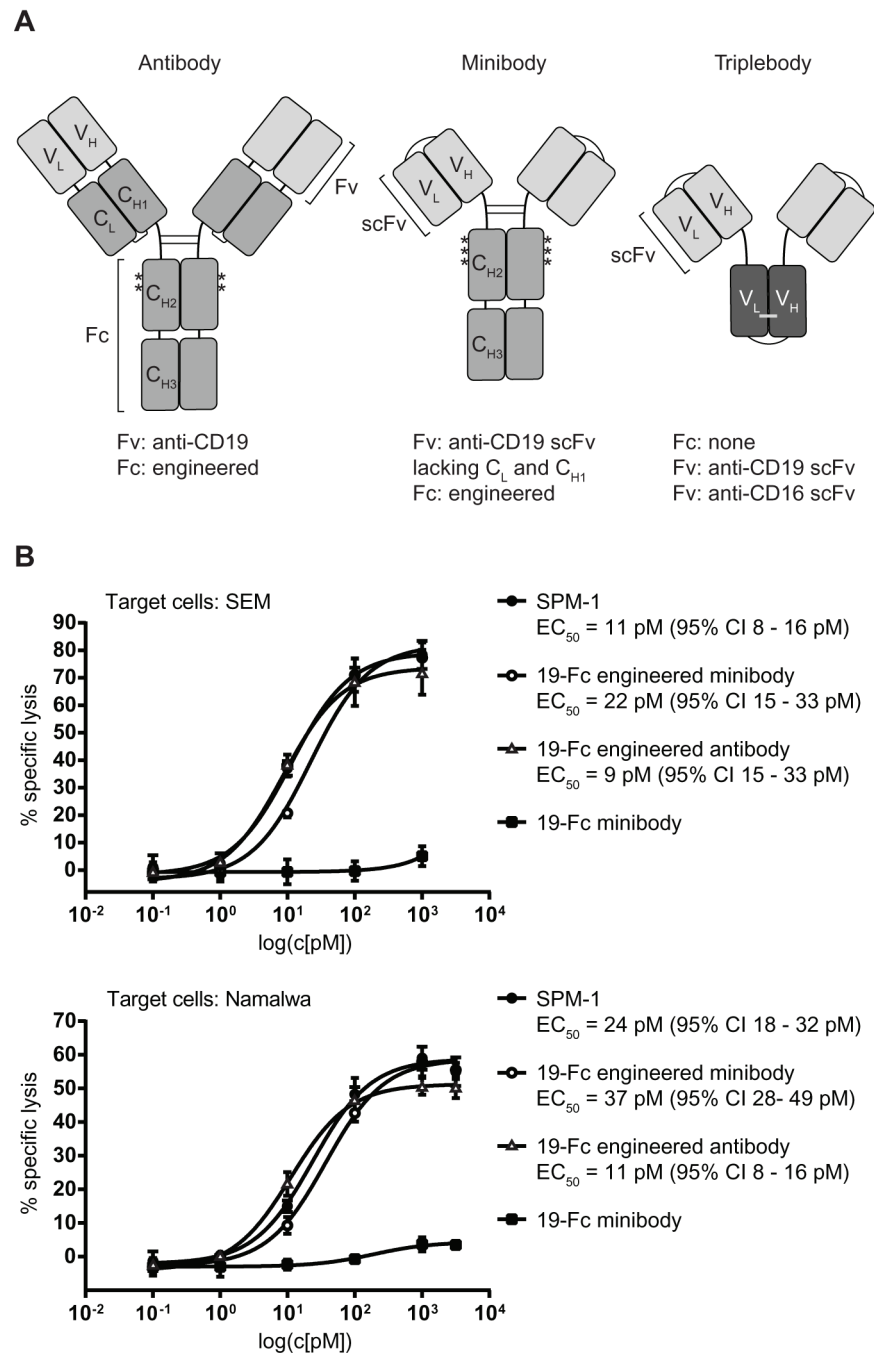 A
Antibody
Minibody
Triplebody
VL
VH
CL
CH1
Fv
**
**
CH2
Fc
CH3
VL
VH
scFv
***
***
CH2
CH3
VL
VH
scFv
VL
VH
Fv: anti-CD19
Fc: engineered
Fv: anti-CD19 scFv
lacking CL and CH1
Fc: engineered
Fc: none
Fv: anti-CD19 scFv
Fv: anti-CD16 scFv
B
Target cells: SEM
90
80
70
60
50
40
30
20
10
0
% specific lysis
10-2 10-1 100 101 102 103 104
log(c[pM])
SPM-1
EC50 = 11 pM (95% CI 8 - 16 pM)
19-Fc engineered minibody
EC50 = 22 pM (95% CI 15 - 33 pM)
19-Fc engineered antibody
EC50 = 9 pM (95% CI 15 - 33 pM)
19-Fc minibody
Target cells: Namalwa
70
60
50
40
30
20
10
0
% specific lysis
10-2 10-1 100 101 102 103 104
log(c[pM])
SPM-1
EC50 = 24 pM (95% CI 18 - 32 pM)
19-Fc engineered minibody
EC50 = 37 pM (95% CI 28- 49 pM)
19-Fc engineered antibody
EC50 = 11 pM (95% CI 8 - 16 pM)
19-Fc minibody